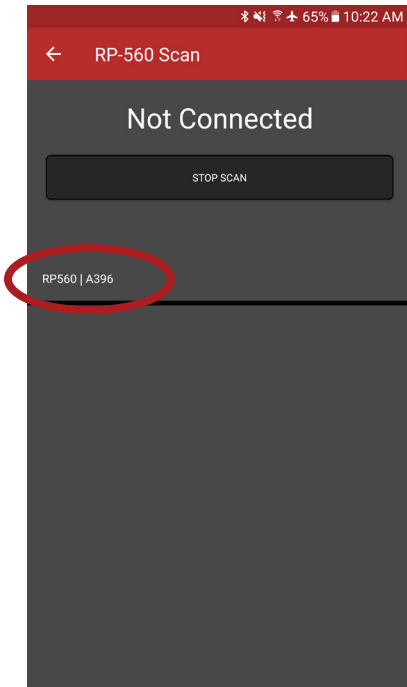 65% 10:22 AM
RP-560 Scan
Not Connected
STOP SCAN
RP560 | A396